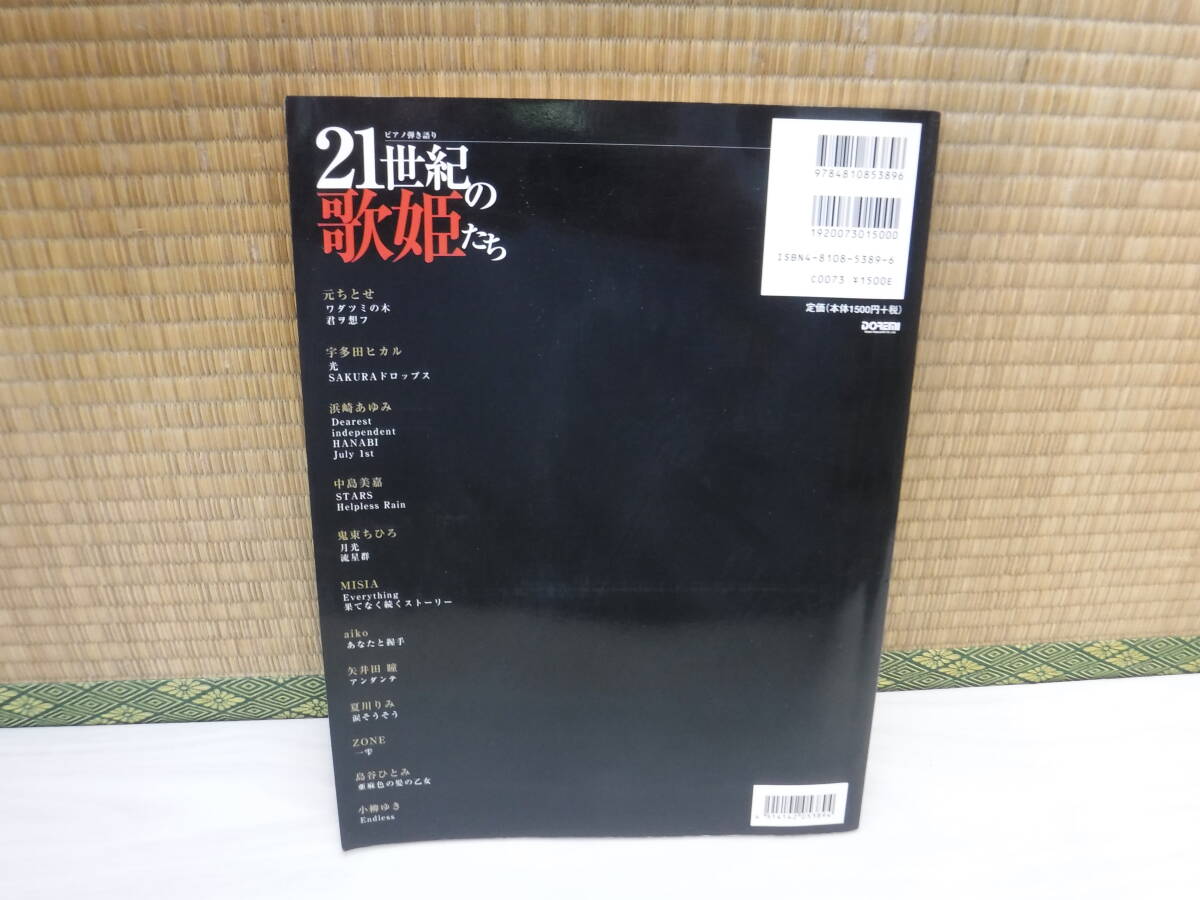 ピアノ弾き語り
21世紀の
歌姫たち
元ちとせ
ワダツミの木
君ヲ想フ
宇多田ヒカル
光
SAKURAドロップス
浜崎あゆみ
Dearest
independent
HANABI
July 1st
中島美嘉
STARS
Helpless Rain
鬼束ちひろ
月光
流星群
MISIA
Everything
果てなく続くストーリー
aiko
あなたと握手
矢井田 瞳
アンダンテ
夏川りみ
涙そうそう
ZONE
一雫
島谷ひとみ
亜麻色の髪の乙女
小柳ゆき
Endless
9784810853896
1920073015000
ISBN4-8108-5389-6
C0073 ¥1500E
定価(本体1500円+税)
DOREMI
4514142053896